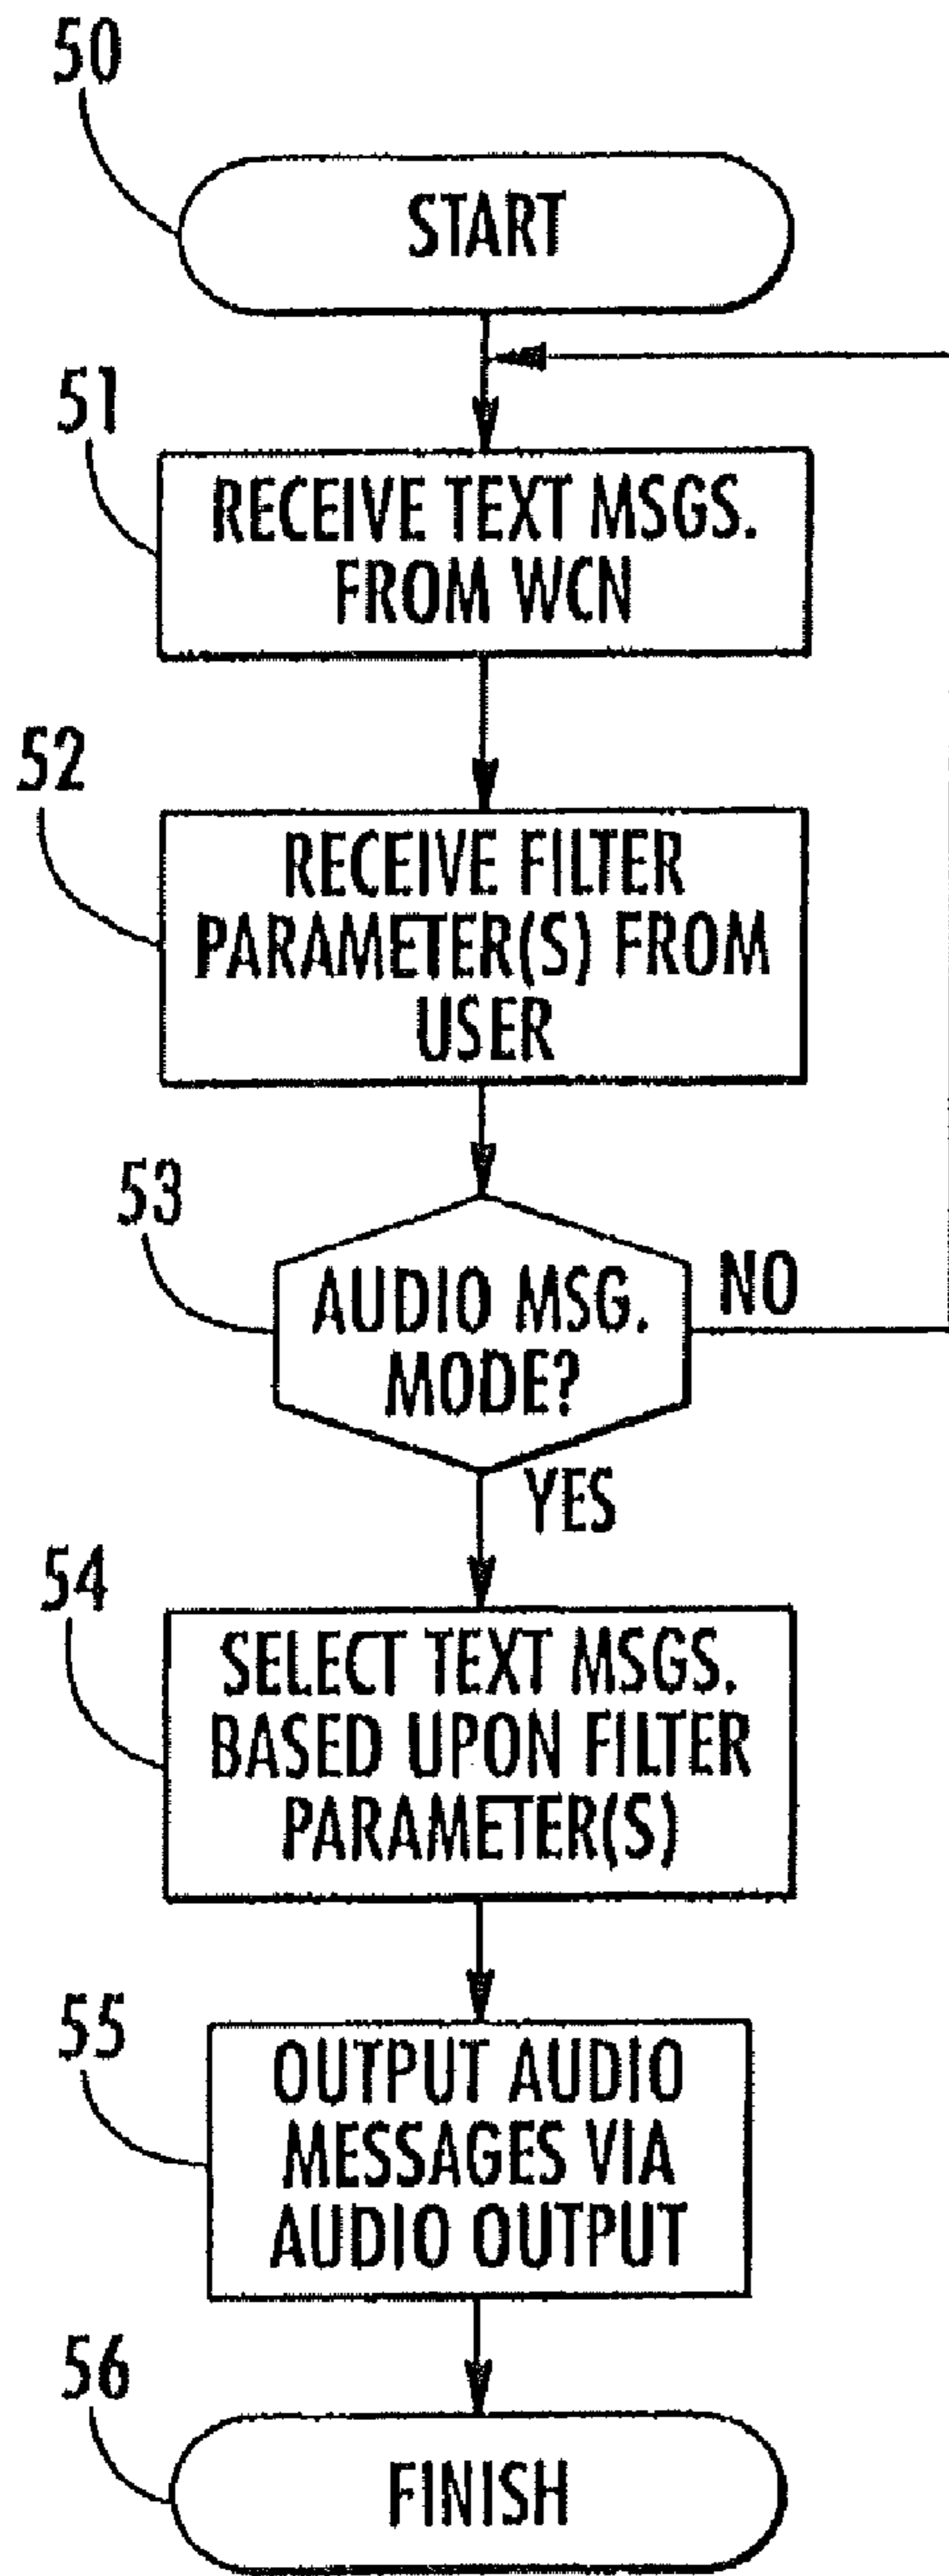 50
START
51
RECEIVE TEXT MSGS.
FROM WCN
52
RECEIVE FILTER
PARAMETER(S) FROM
USER
53
AUDIO MSG.
MODE?
NO
YES
54
SELECT TEXT MSGS.
BASED UPON FILTER
PARAMETER(S)
55
OUTPUT AUDIO
MESSAGES VIA
AUDIO OUTPUT
56
FINISH